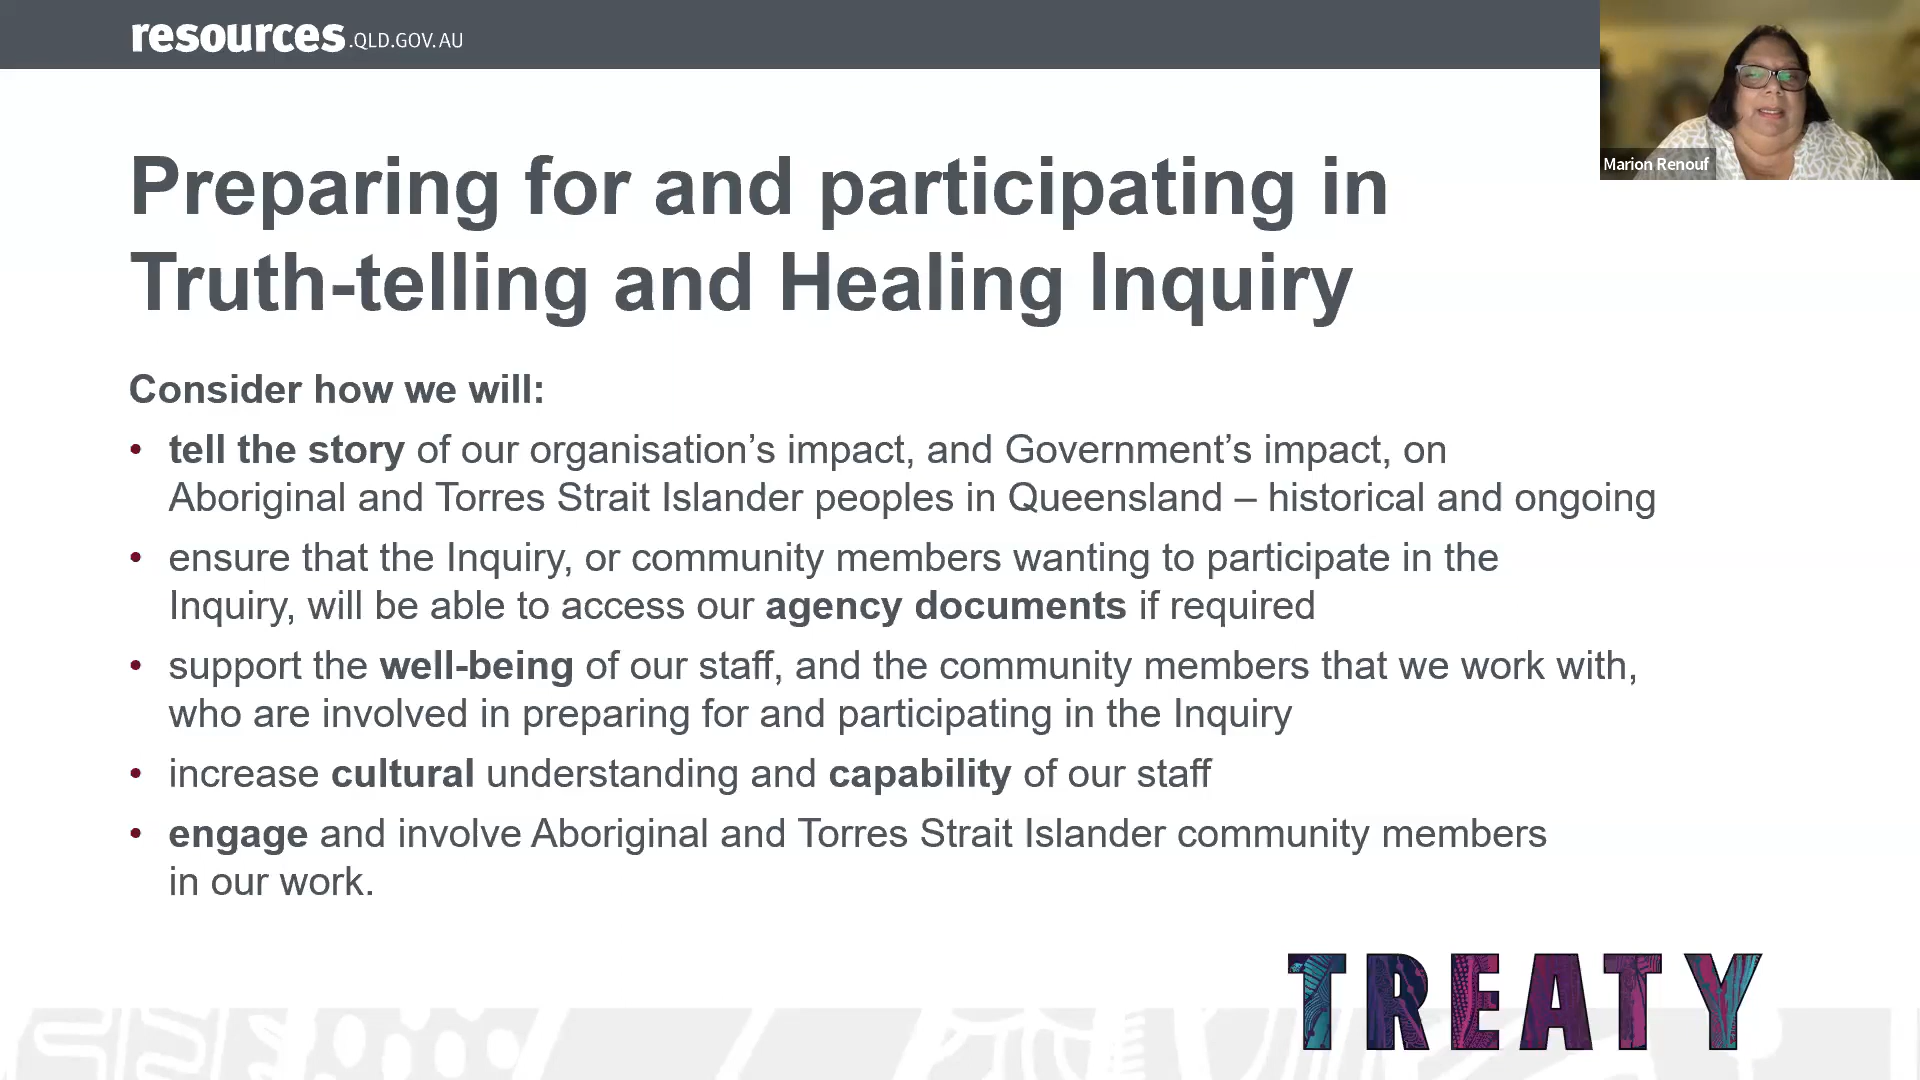 resources.QLD.GOV.AU
Marion Renouf
Preparing for and participating in
Truth-telling and Healing Inquiry
Consider how we will:
• tell the story of our organisation’s impact, and Government’s impact, on
Aboriginal and Torres Strait Islander peoples in Queensland – historical and ongoing
• ensure that the Inquiry, or community members wanting to participate in the
Inquiry, will be able to access our agency documents if required
• support the well-being of our staff, and the community members that we work with,
who are involved in preparing for and participating in the Inquiry
• increase cultural understanding and capability of our staff
• engage and involve Aboriginal and Torres Strait Islander community members
in our work.
TREATY